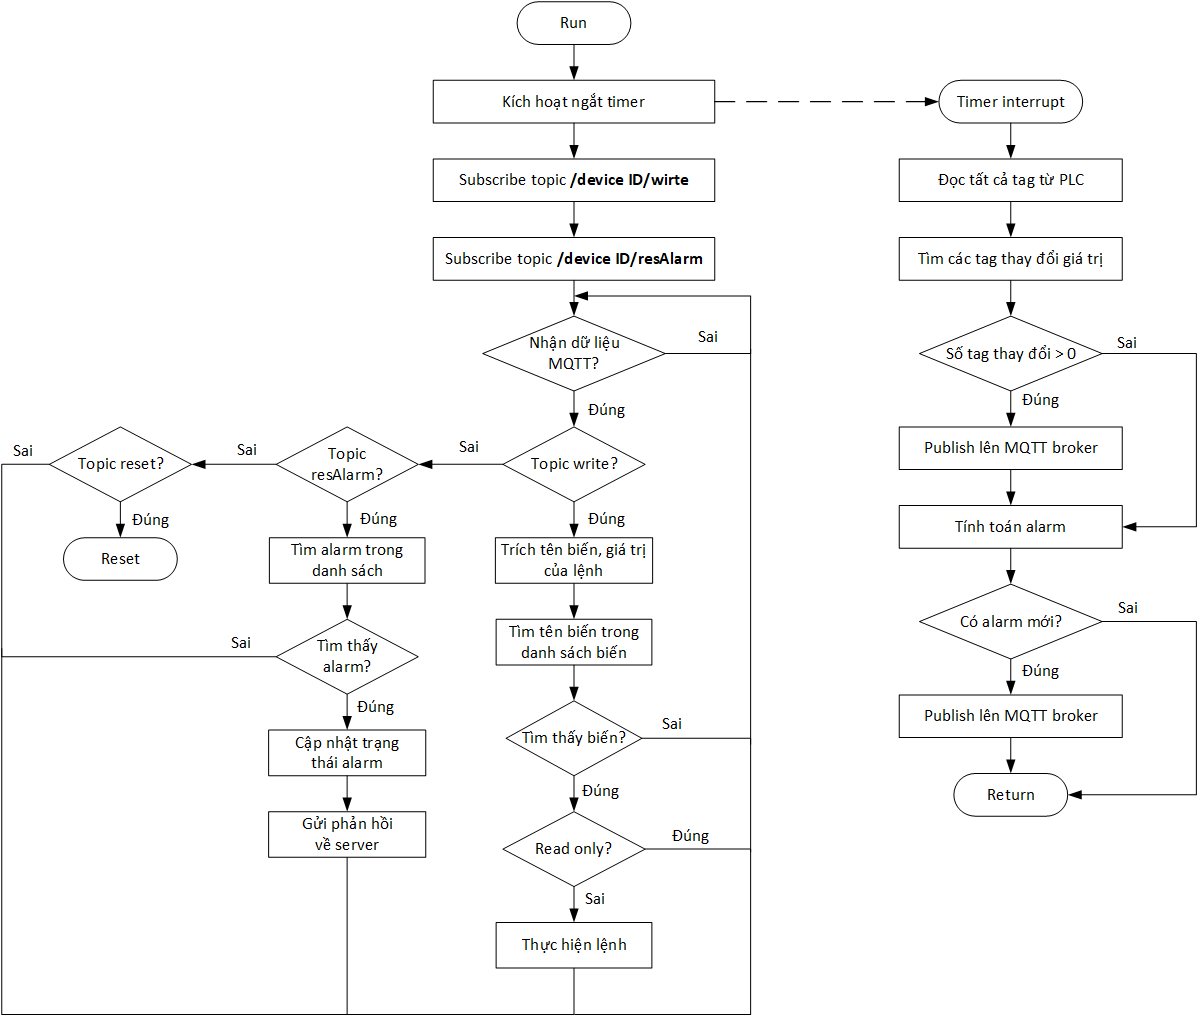 Run
Kích hoạt ngắt timer
Timer interrupt
Subscribe topic /device ID/wirte
Đọc tất cả tag từ PLC
Subscribe topic /device ID/resAlarm
Tìm các tag thay đổi giá trị
Nhận dữ liệu
MQTT?
Sai
Số tag thay đổi > 0
Sai
Đúng
Đúng
Publish lên MQTT broker
Topic write?
Sai
Topic
resAlarm?
Sai
Topic reset?
Sai
Đúng
Đúng
Đúng
Tính toán alarm
Reset
Tìm alarm trong
danh sách
Trích tên biến, giá trị
của lệnh
Có alarm mới?
Sai
Đúng
Tìm tên biến trong
danh sách biến
Tìm thấy
alarm?
Sai
Đúng
Publish lên MQTT broker
Tìm thấy biến?
Sai
Đúng
Cập nhật trạng
thái alarm
Return
Gửi phản hồi
về server
Read only?
Đúng
Sai
Thực hiện lệnh